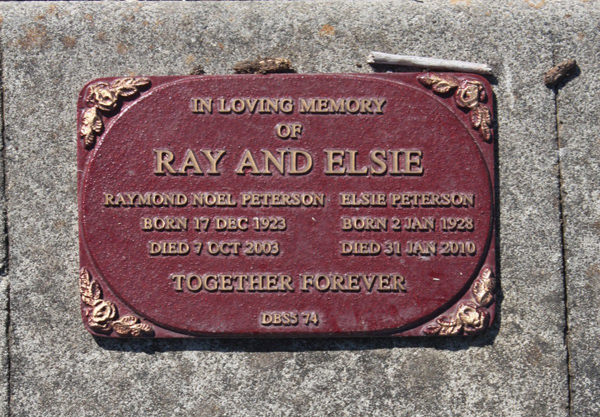 IN LOVING MEMORY
OF
RAY AND ELSIE
RAYMOND NOEL PETERSON
BORN 17 DEC 1923
DIED 7 OCT 2003
ELSIE PETERSON
BORN 2 JAN 1928
DIED 31 JAN 2010
TOGETHER FOREVER
DBSS 74